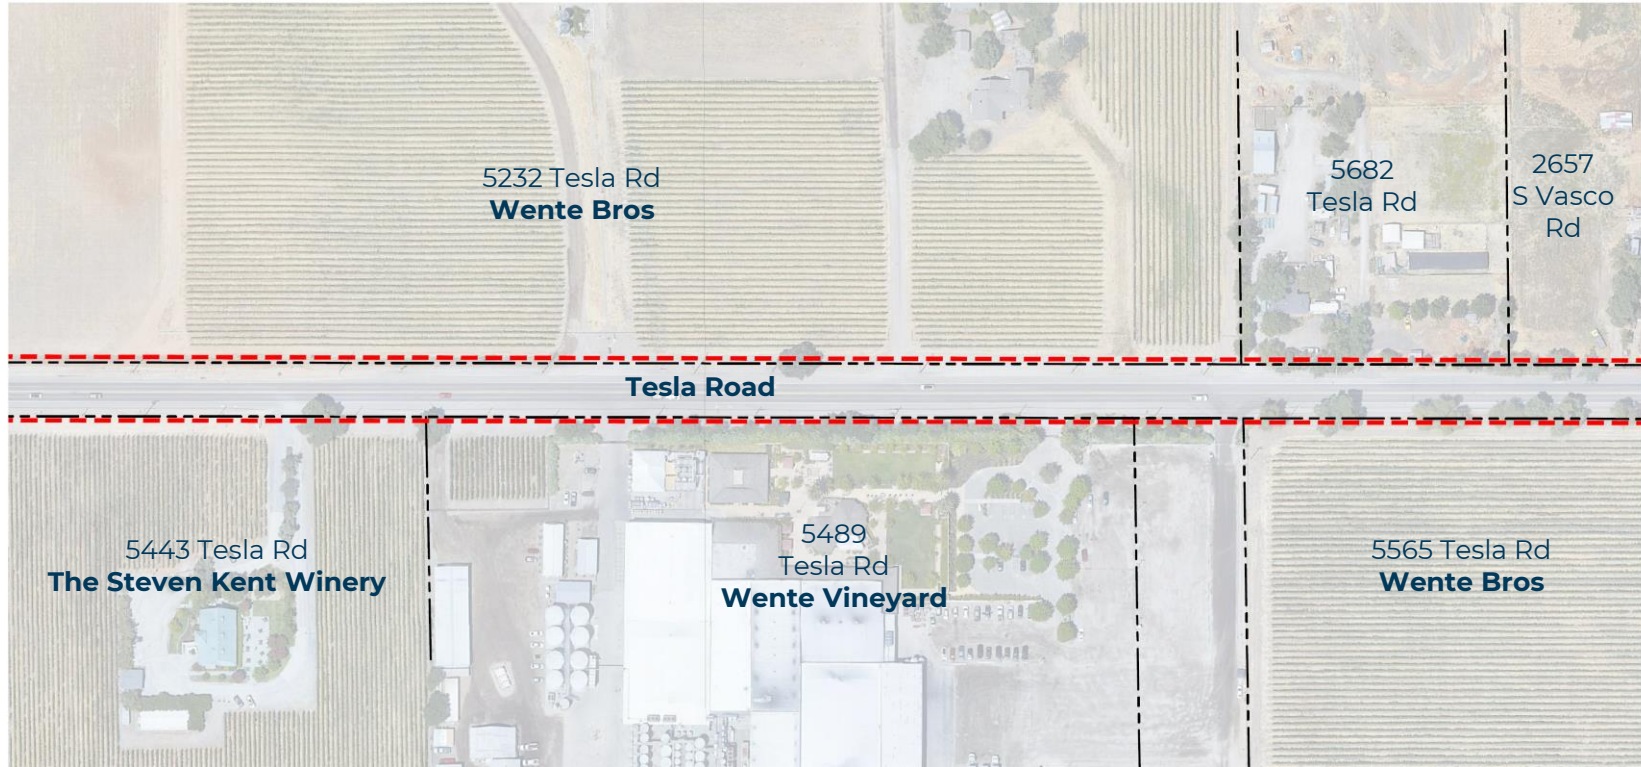 5232 Tesla Rd
Wente Bros
5682
Tesla Rd
2657
S Vasco
Rd
Tesla Road
5443 Tesla Rd
The Steven Kent Winery
5489
Tesla Rd
Wente Vineyard
5565 Tesla Rd
Wente Bros